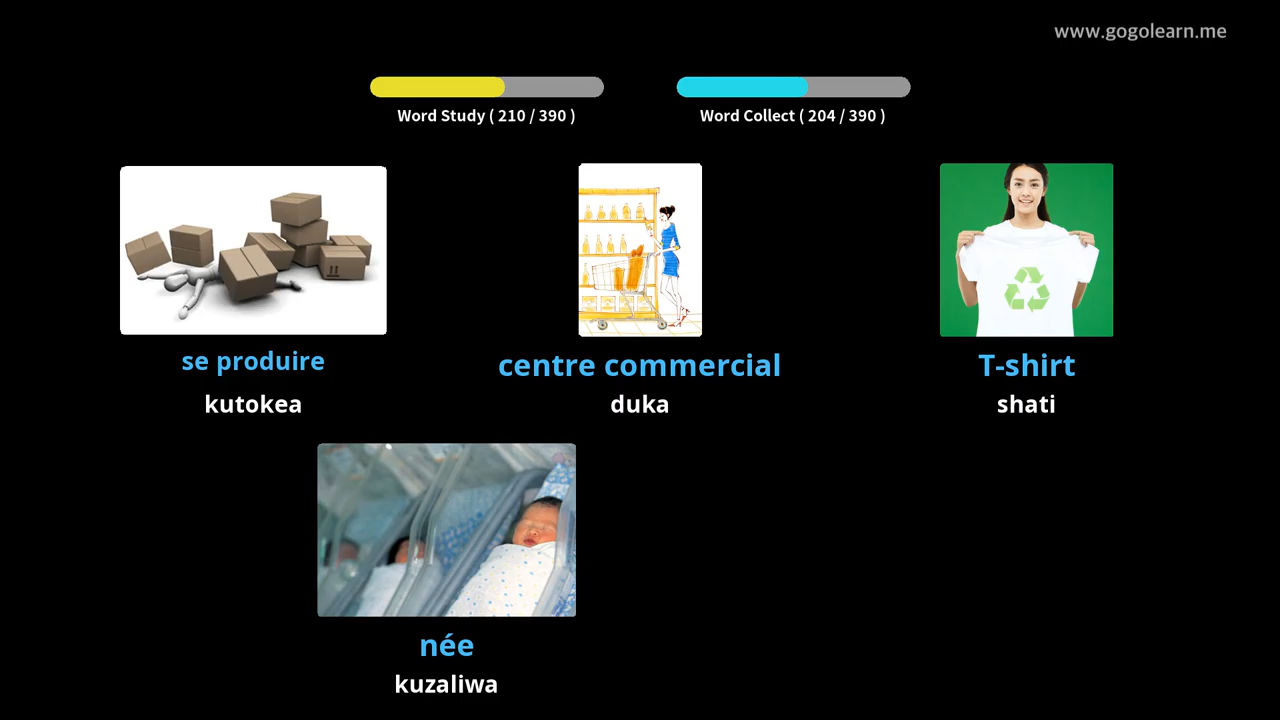 www.gogolearn.me
Word Study ( 210 / 390 )
Word Collect ( 204 / 390 )
se produire
kutokea
centre commercial
duka
T-shirt
shati
née
kuzaliwa